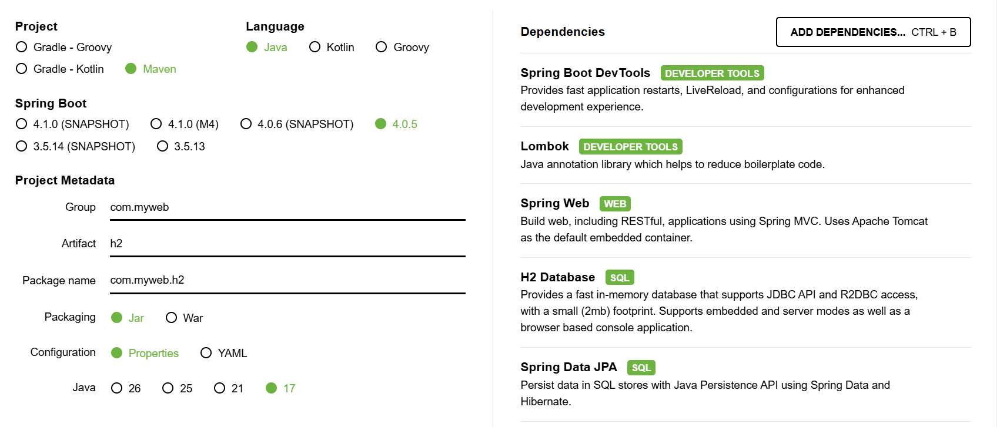 Project
Gradle - Groovy
Gradle - Kotlin
Maven
Language
Java
Kotlin
Groovy
Spring Boot
4.1.0 (SNAPSHOT)
4.1.0 (M4)
4.0.6 (SNAPSHOT)
4.0.5
3.5.14 (SNAPSHOT)
3.5.13
Project Metadata
Group com.myweb
Artifact h2
Package name com.myweb.h2
Packaging Jar War
Configuration Properties YAML
Java 26 25 21 17
Dependencies
ADD DEPENDENCIES... CTRL + B
Spring Boot DevTools DEVELOPER TOOLS
Provides fast application restarts, LiveReload, and configurations for enhanced
development experience.
Lombok DEVELOPER TOOLS
Java annotation library which helps to reduce boilerplate code.
Spring Web WEB
Build web, including RESTful, applications using Spring MVC. Uses Apache Tomcat
as the default embedded container.
H2 Database SQL
Provides a fast in-memory database that supports JDBC API and R2DBC access,
with a small (2mb) footprint. Supports embedded and server modes as well as a
browser based console application.
Spring Data JPA SQL
Persist data in SQL stores with Java Persistence API using Spring Data and
Hibernate.